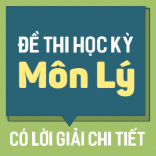 ĐỀ THI HỌC KỲ
Môn Lý
CÓ LỜI GIẢI CHI TIẾT